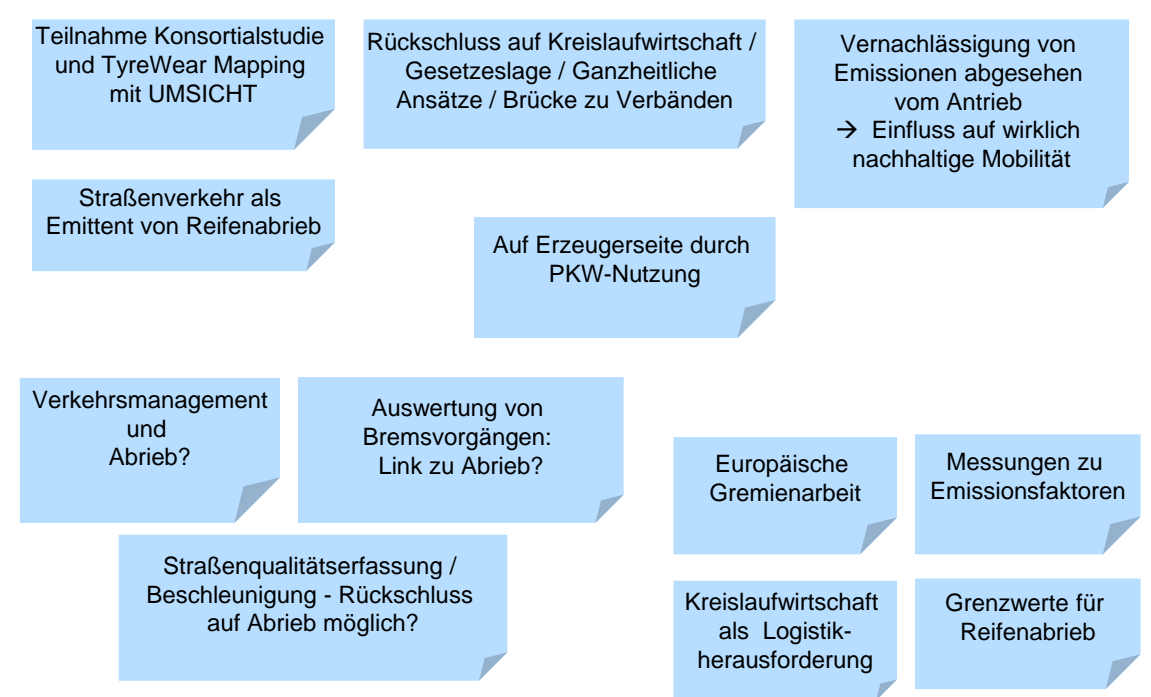 Teilnahme Konsortialstudie
und TyreWear Mapping
mit UMSICHT
Rückschluss auf Kreislaufwirtschaft /
Gesetzeslage / Ganzheitliche
Ansätze / Brücke zu Verbänden
Vernachlässigung von
Emissionen abgesehen
vom Antrieb
→ Einfluss auf wirklich
nachhaltige Mobilität
Straßenverkehr als
Emittent von Reifenabrieb
Auf Erzeugerseite durch
PKW-Nutzung
Verkehrsmanagement
und
Abrieb?
Auswertung von
Bremsvorgängen:
Link zu Abrieb?
Straßenqualitätserfassung /
Beschleunigung - Rückschluss
auf Abrieb möglich?
Europäische
Gremienarbeit
Messungen zu
Emissionsfaktoren
Kreislaufwirtschaft
als Logistik-
herausforderung
Grenzwerte für
Reifenabrieb